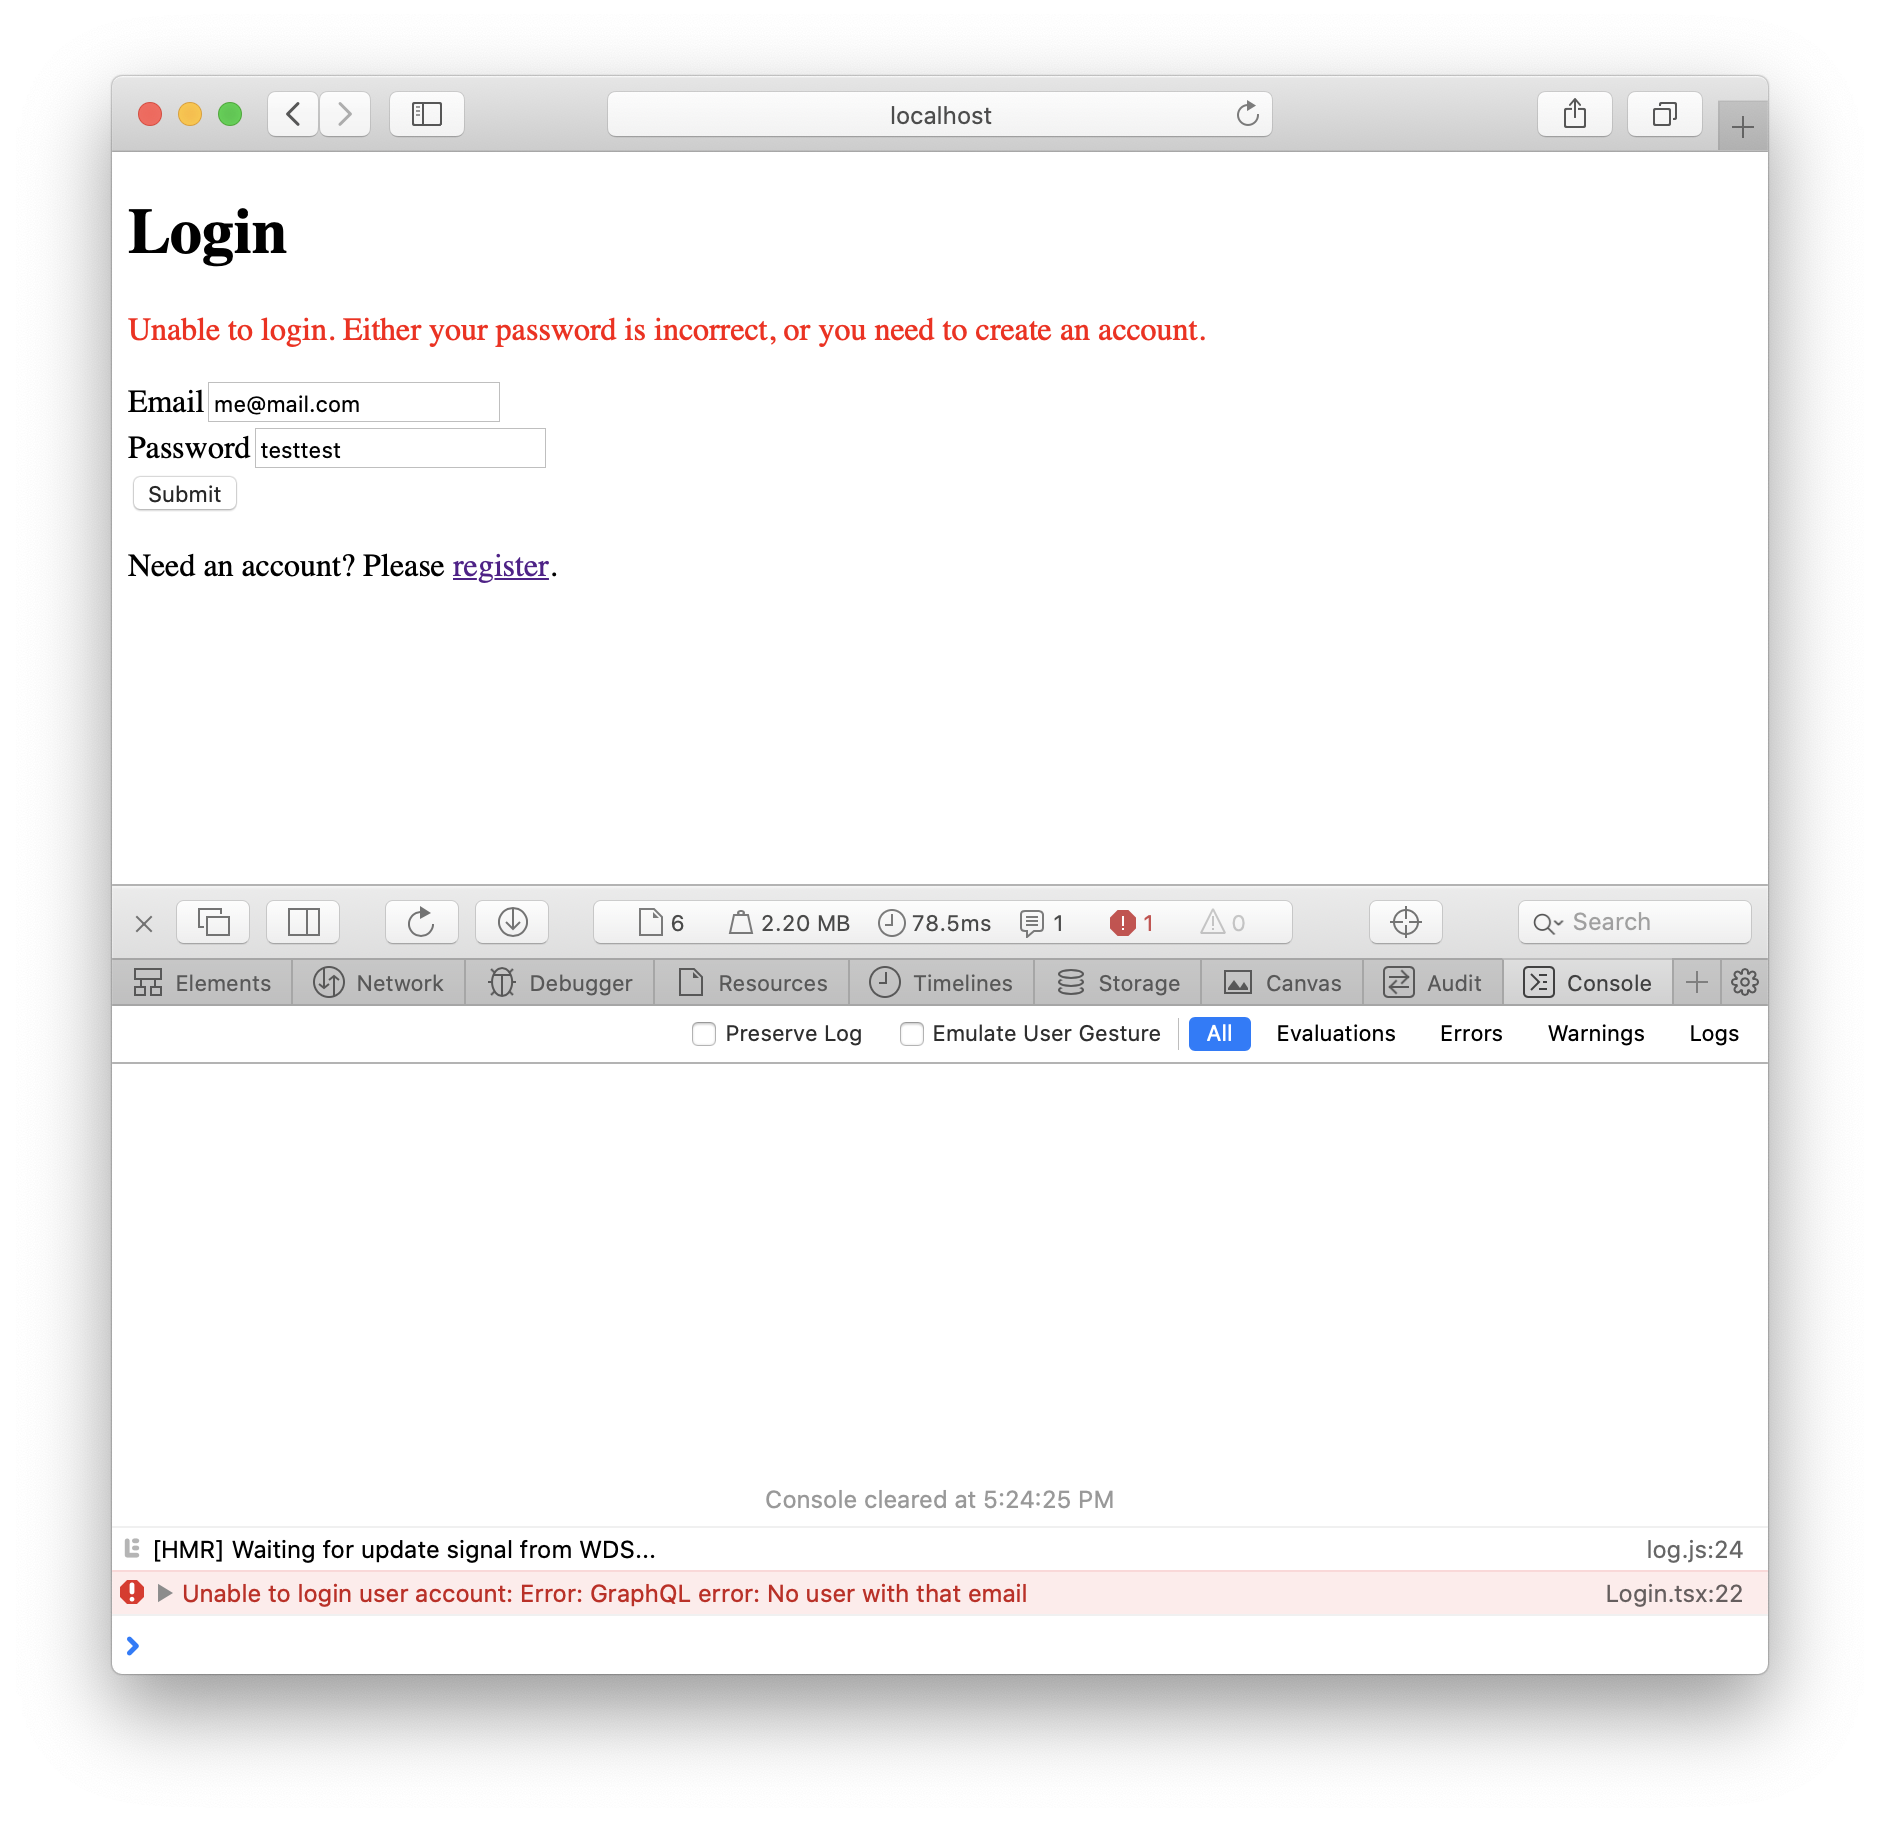 localhost
Login
Unable to login. Either your password is incorrect, or you need to create an account.
Email me@mail.com
Password testtest
Submit
Need an account? Please register.
6 2.20 MB 78.5ms 1 1 0 Search
Elements Network Debugger Resources Timelines Storage Canvas Audit Console
Preserve Log Emulate User Gesture All Evaluations Errors Warnings Logs
Console cleared at 5:24:25 PM
[HMR] Waiting for update signal from WDS... log.js:24
Unable to login user account: Error: GraphQL error: No user with that email Login.tsx:22